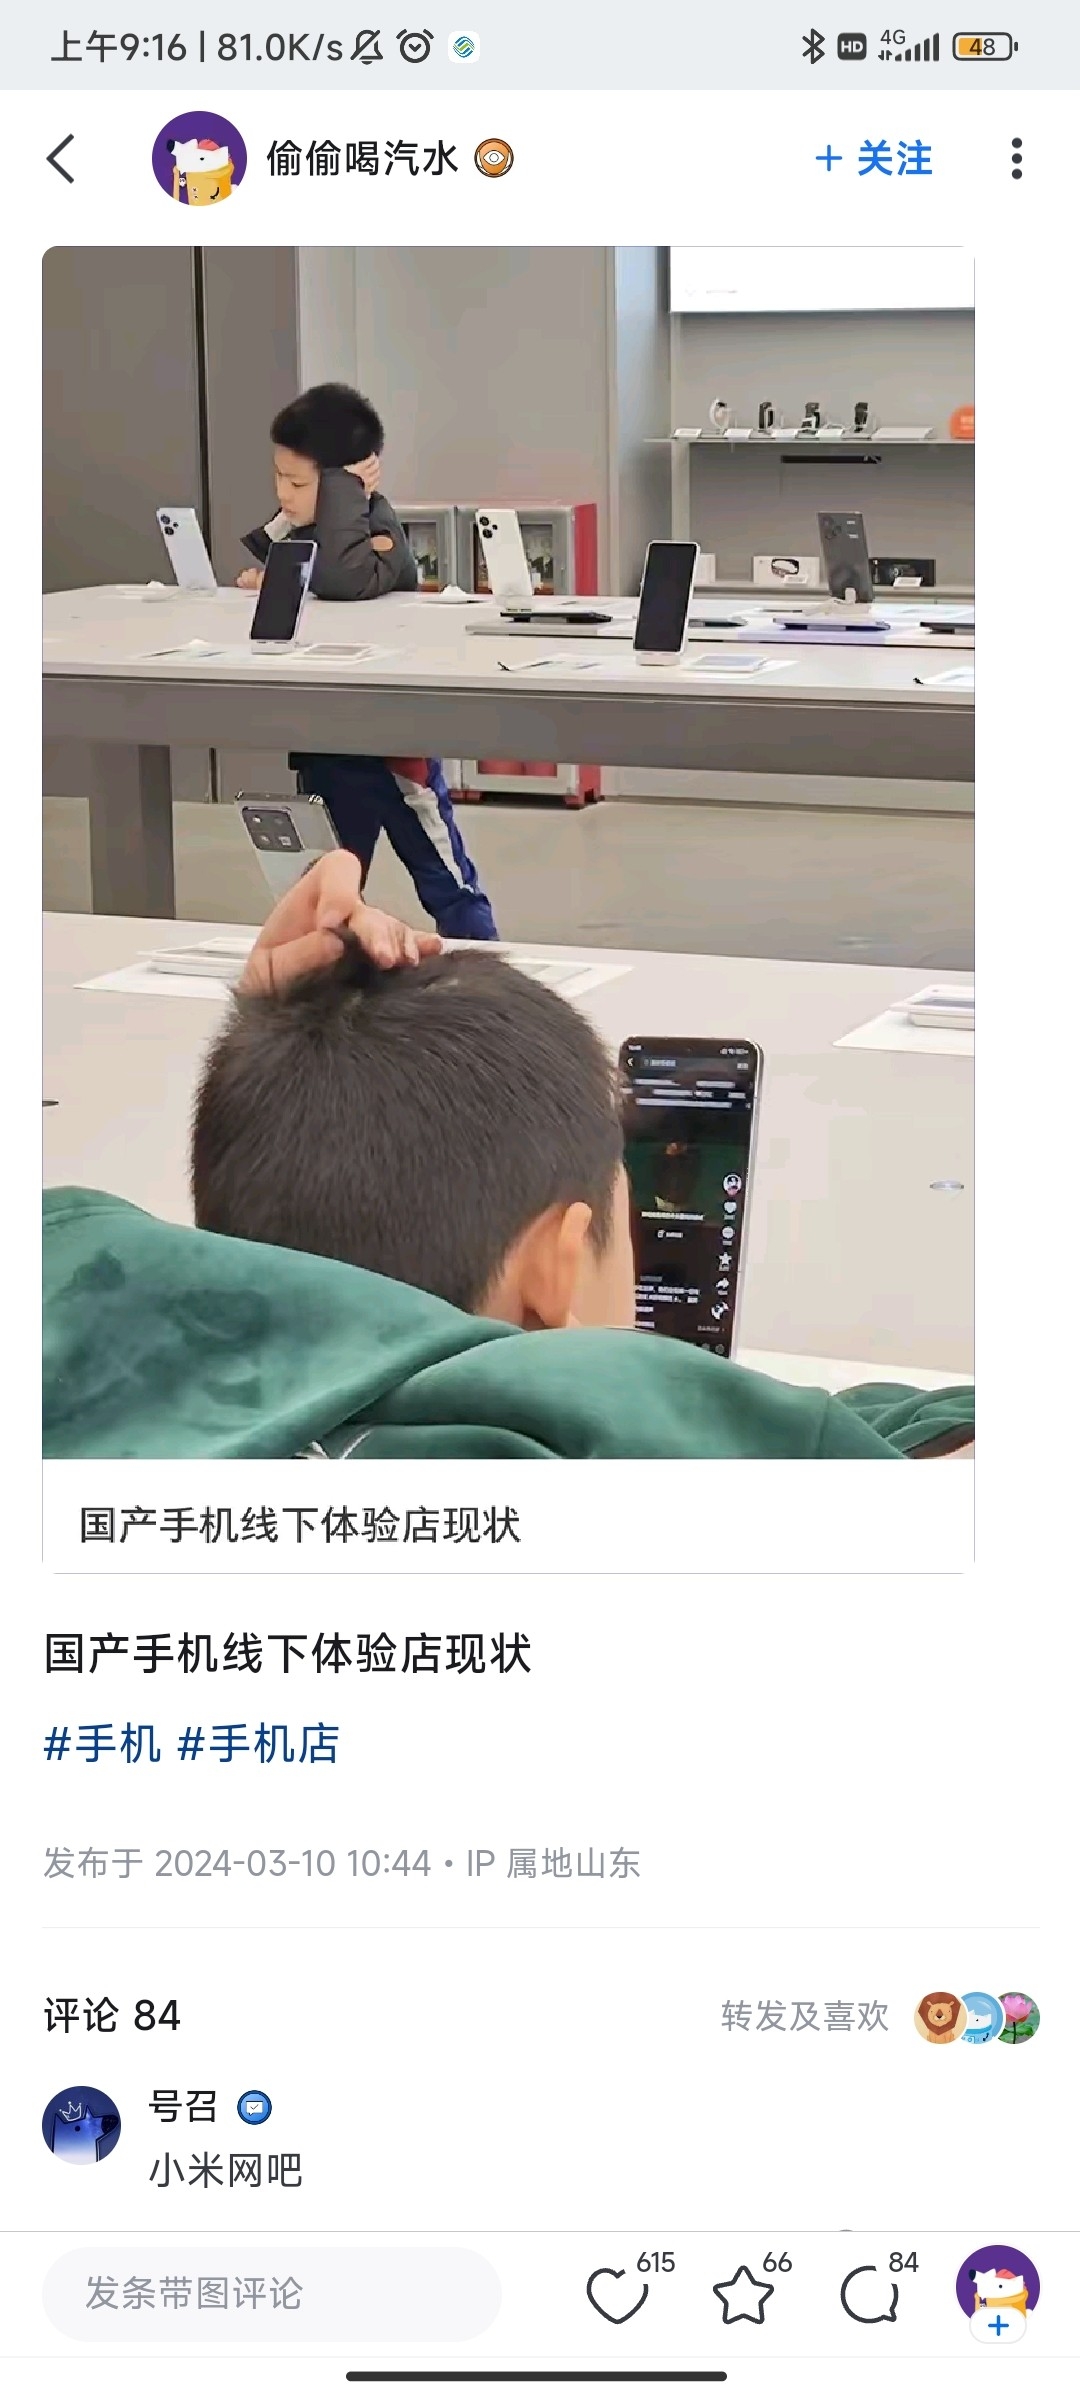 上午9:16 | 81.0K/s
HD
4G
48
偷偷喝汽水
+ 关注
国产手机线下体验店现状
国产手机线下体验店现状
#手机 #手机店
发布于 2024-03-10 10:44 • IP 属地山东
评论 84
转发及喜欢
号召
小米网吧
发条带图评论
615
66
84